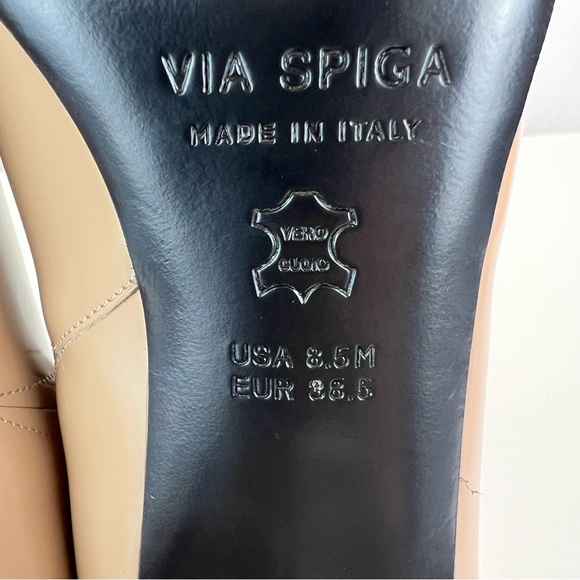 VIA SPIGA
MADE IN ITALY
VERO
CUOIO
USA 8.5M
EUR 38.5